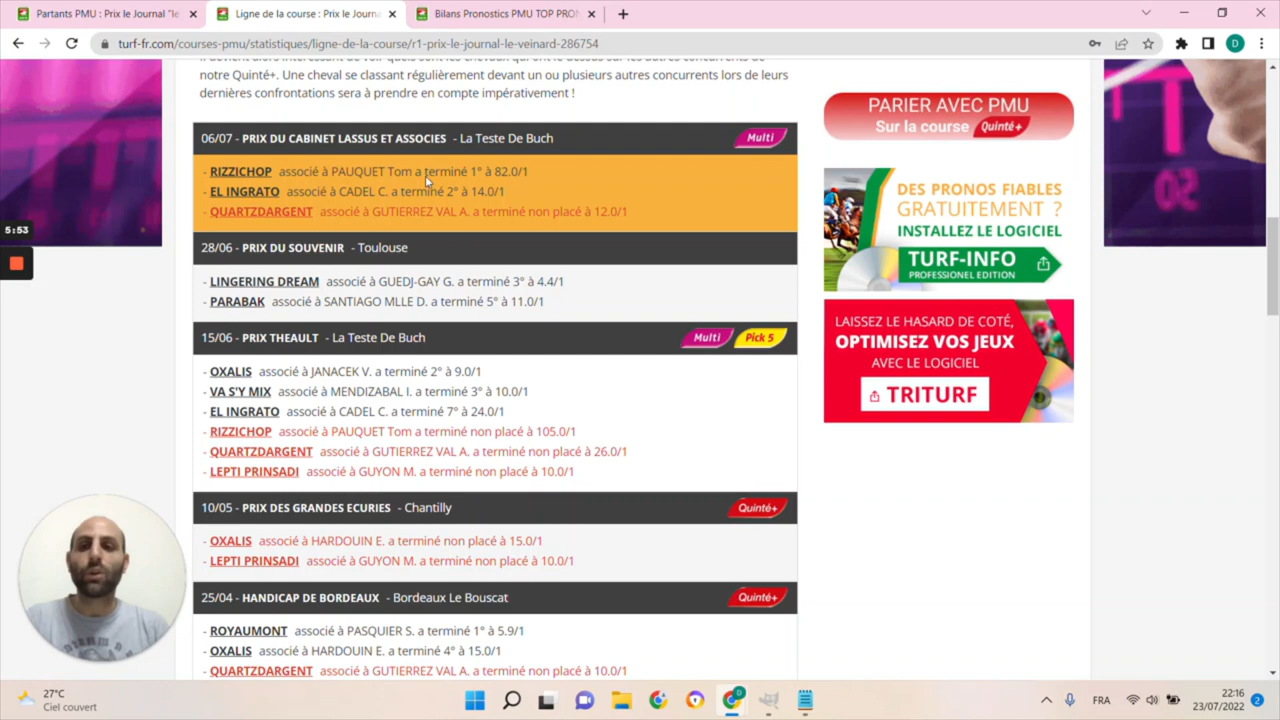 Partants PMU : Prix le Journal "le
Ligne de la course : Prix le Journa
Bilans Pronostics PMU TOP PRON
turf-fr.com/courses-pmu/statistiques/ligne-de-la-course/r1-prix-le-journal-le-veinard-286754
notre Quinté+. Une cheval se classant régulièrement devant un ou plusieurs autres concurrents lors de leurs
dernières confrontations sera à prendre en compte impérativement !
06/07 - PRIX DU CABINET LASSUS ET ASSOCIES - La Teste De Buch Multi
- RIZZICHOP associé à PAUQUET Tom a terminé 1° à 82.0/1
- EL INGRATO associé à CADEL C. a terminé 2° à 14.0/1
- QUARTZDARGENT associé à GUTIERREZ VAL A. a terminé non placé à 12.0/1
28/06 - PRIX DU SOUVENIR - Toulouse
- LINGERING DREAM associé à GUEDJ-GAY G. a terminé 3° à 4.4/1
- PARABAK associé à SANTIAGO MLLE D. a terminé 5° à 11.0/1
15/06 - PRIX THEAULT - La Teste De Buch Multi Pick 5
- OXALIS associé à JANACEK V. a terminé 2° à 9.0/1
- VA S'Y MIX associé à MENDIZABAL I. a terminé 3° à 10.0/1
- EL INGRATO associé à CADEL C. a terminé 7° à 24.0/1
- RIZZICHOP associé à PAUQUET Tom a terminé non placé à 105.0/1
- QUARTZDARGENT associé à GUTIERREZ VAL A. a terminé non placé à 26.0/1
- LEPTI PRINSADI associé à GUYON M. a terminé non placé à 10.0/1
10/05 - PRIX DES GRANDES ECURIES - Chantilly Quinté+
- OXALIS associé à HARDOUIN E. a terminé non placé à 15.0/1
- LEPTI PRINSADI associé à GUYON M. a terminé non placé à 10.0/1
25/04 - HANDICAP DE BORDEAUX - Bordeaux Le Bouscat Quinté+
- ROYAUMONT associé à PASQUIER S. a terminé 1° à 5.9/1
- OXALIS associé à HARDOUIN E. a terminé 4° à 15.0/1
- QUARTZDARGENT associé à GUTIERREZ VAL A. a terminé non placé à 10.0/1
PARIER AVEC PMU
Sur la course Quinté+
DES PRONOS FIABLES
GRATUITEMENT ?
INSTALLEZ LE LOGICIEL
TURF-INFO
PROFESSIONEL EDITION
LAISSEZ LE HASARD DE COTÉ,
OPTIMISEZ VOS JEUX
AVEC LE LOGICIEL
TRITURF
5:53
D
27°C
Ciel couvert
FRA
22:16
23/07/2022
2